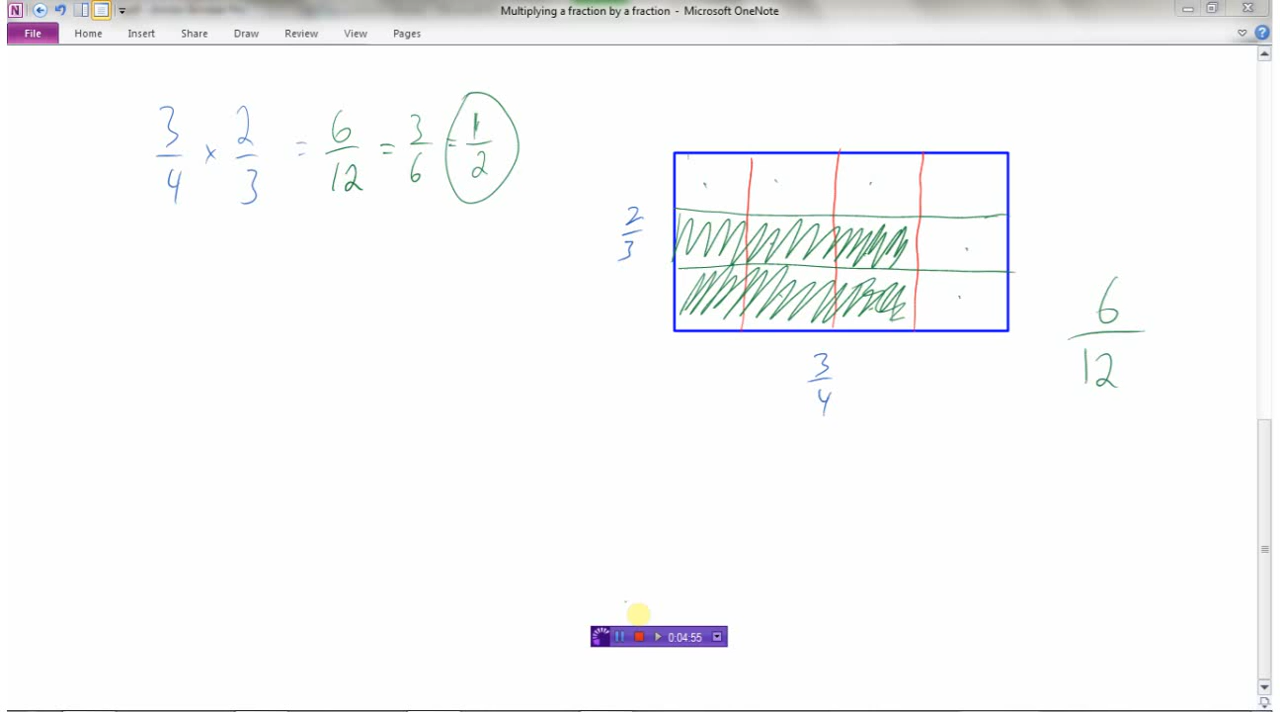 Multiplying a fraction by a fraction - Microsoft OneNote
File Home Insert Share Draw Review View Pages
3/4 × 2/3 = 6/12 = 3/6 = 1/2
2/3
3/4
6/12
0:04:55